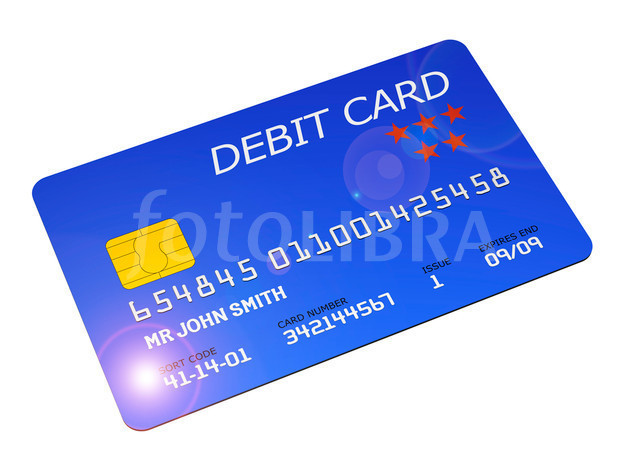 DEBIT CARD
fotoLIBRA
654845 011001425458
MR JOHN SMITH
CARD NUMBER
342144567
ISSUE
1
EXPIRES END
09/09
SORT CODE
41-14-01